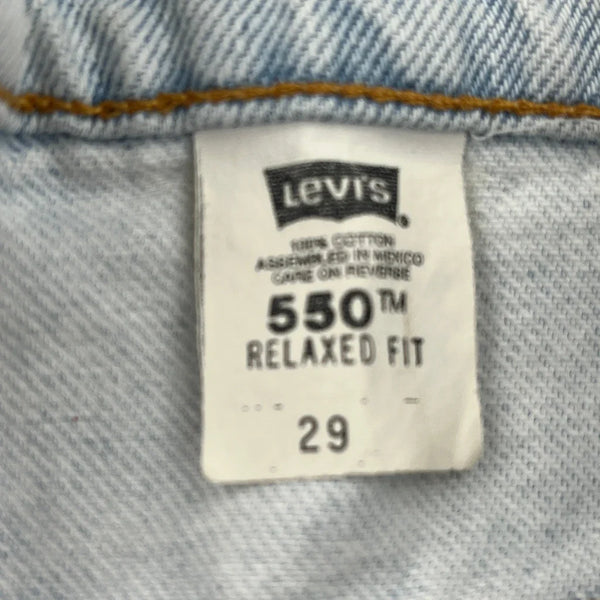 Levi's
100% COTTON
ASSEMBLED IN MEXICO
CARE ON REVERSE
550™
RELAXED FIT
29